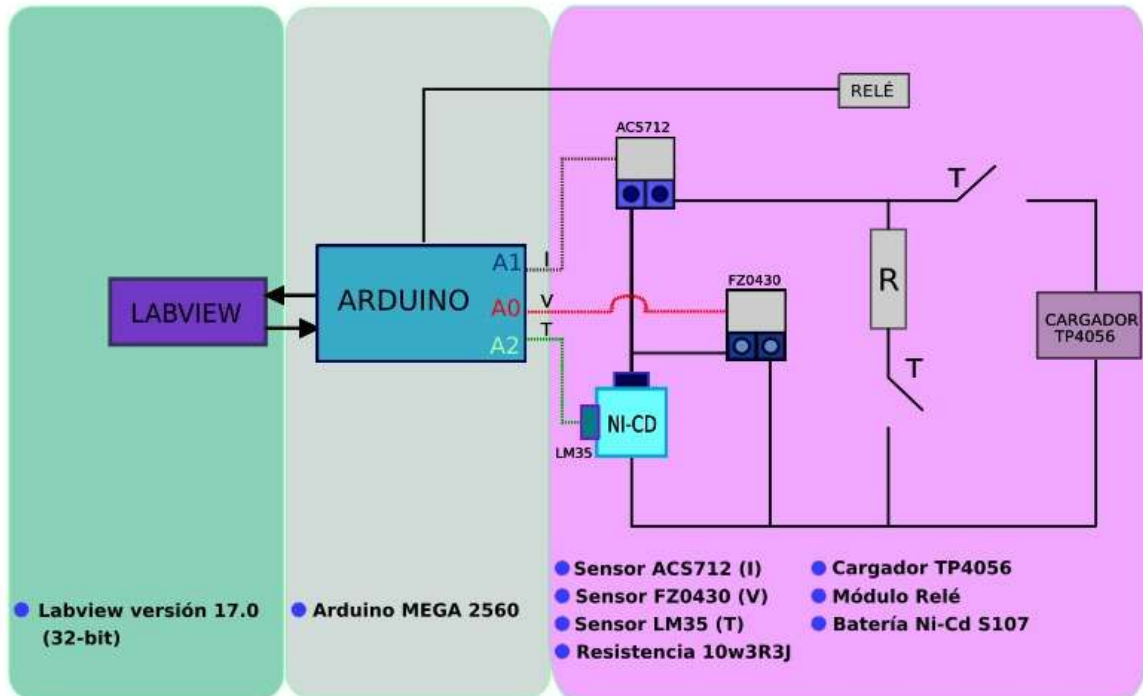 RELÉ
ACS712
T
A1
I
FZ0430
R
LABVIEW
ARDUINO
A0
V
CARGADOR
TP4056
T
A2
T
NI-CD
LM35
Sensor ACS712 (I)
Cargador TP4056
Sensor FZ0430 (V)
Módulo Relé
Labview versión 17.0
(32-bit)
Arduino MEGA 2560
Sensor LM35 (T)
Batería Ni-Cd S107
Resistencia 10w3R3J